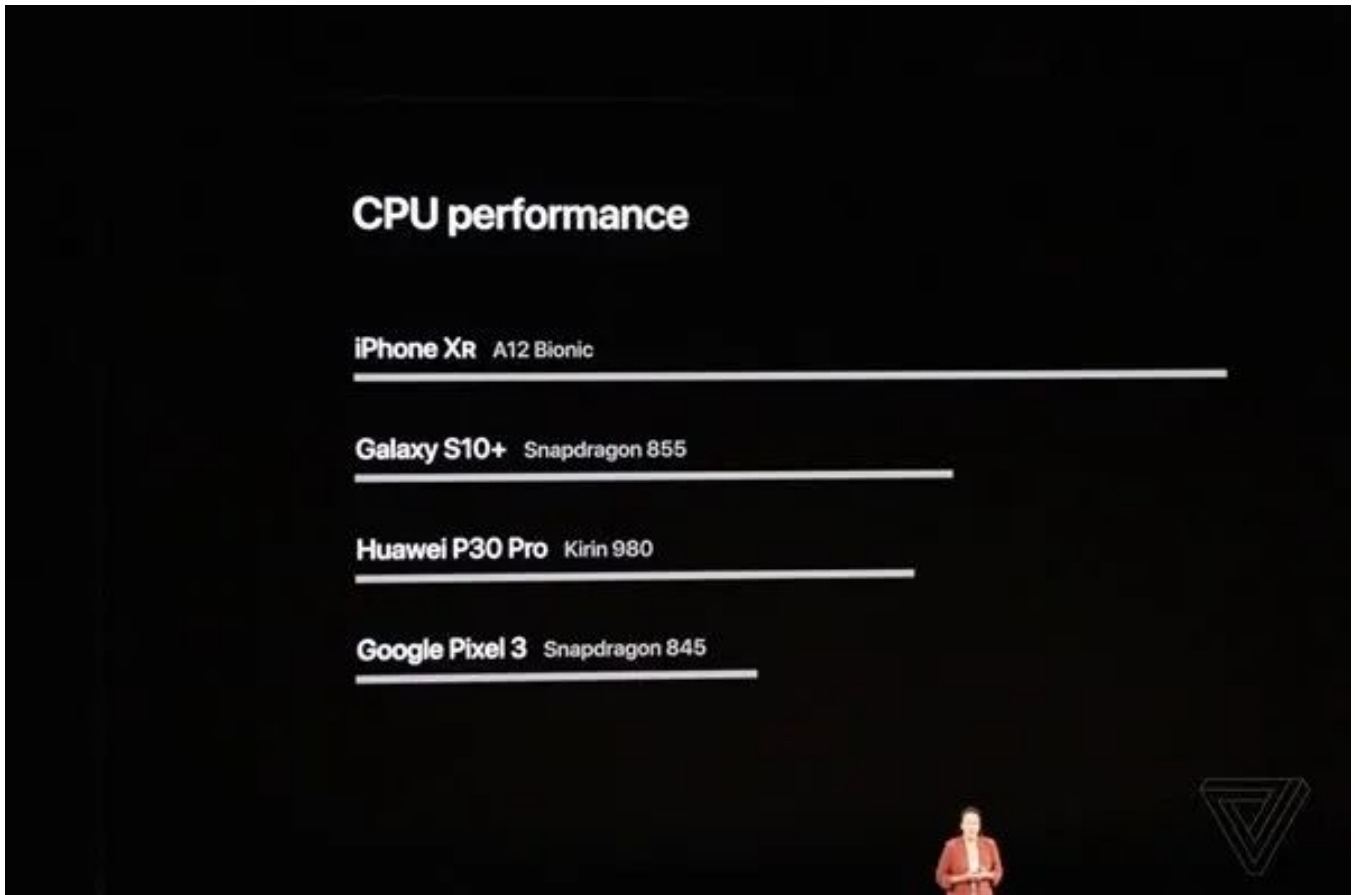 CPU performance
iPhone XR A12 Bionic
Galaxy S10+ Snapdragon 855
Huawei P30 Pro Kirin 980
Google Pixel 3 Snapdragon 845